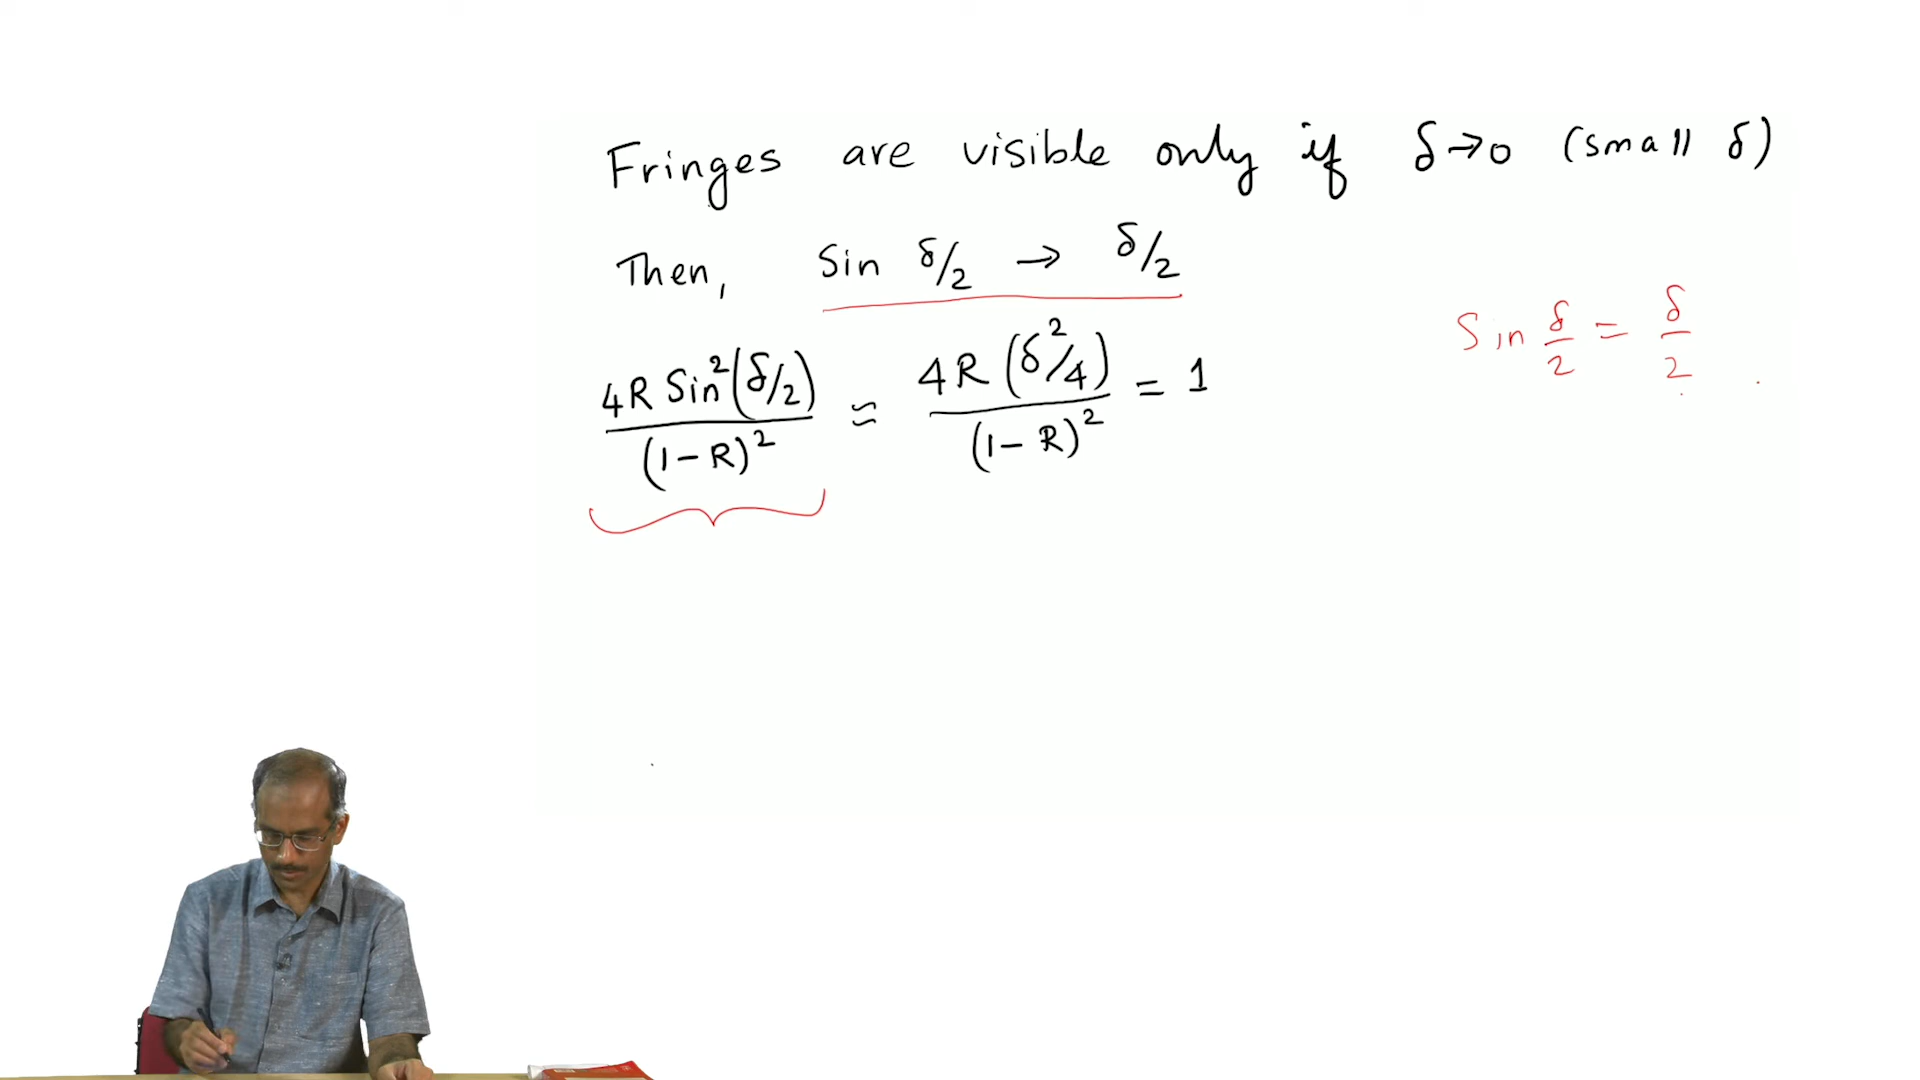 Fringes are visible only if δ→0 (small δ)
Then, Sin δ/2 → δ/2
Sin δ/2 = δ/2
4R Sin²(δ/2) / (1-R)² ≈ 4R (δ²/4) / (1-R)² = 1